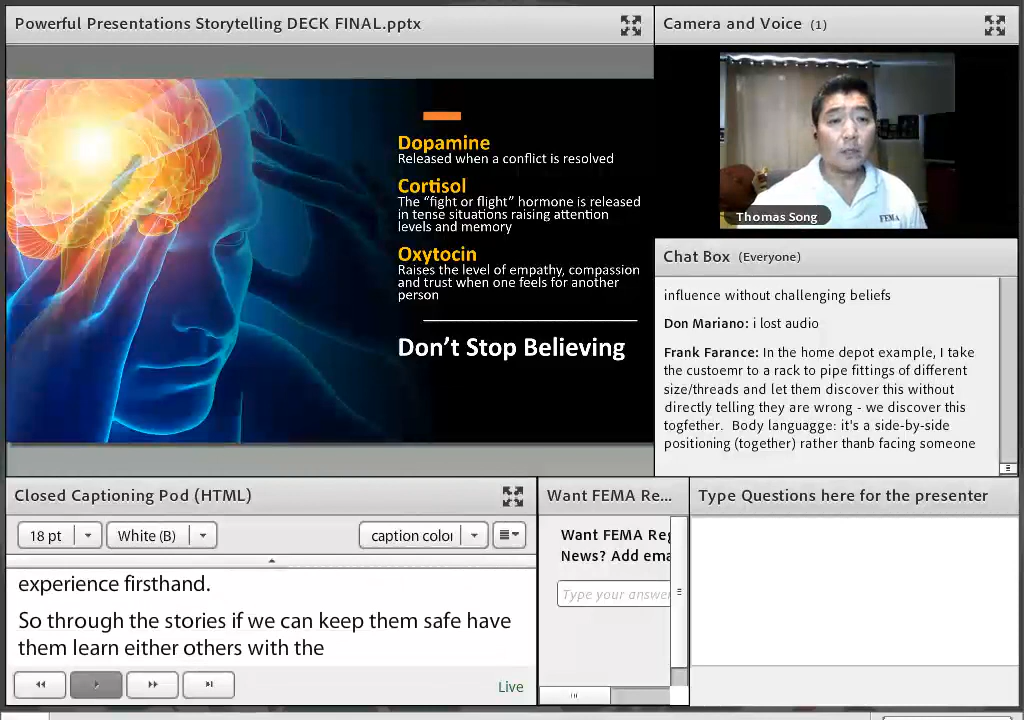 Powerful Presentations Storytelling DECK FINAL.pptx
Dopamine
Released when a conflict is resolved
Cortisol
The “fight or flight” hormone is released
in tense situations raising attention
levels and memory
Oxytocin
Raises the level of empathy, compassion
and trust when one feels for another
person
Don’t Stop Believing
Camera and Voice (1)
FEMA
Thomas Song
Chat Box (Everyone)
influence without challenging beliefs
Don Mariano: i lost audio
Frank Farance: In the home depot example, I take
the custoemr to a rack to pipe fittings of different
size/threads and let them discover this without
directly telling they are wrong - we discover this
togfether. Body languagge: it's a side-by-side
positioning (together) rather thanb facing someone
Closed Captioning Pod (HTML)
18 pt
White (B)
caption color
experience firsthand.
So through the stories if we can keep them safe have
them learn either others with the
Live
Want FEMA Re...
Want FEMA Reg
News? Add ema
Type your answer
Type Questions here for the presenter